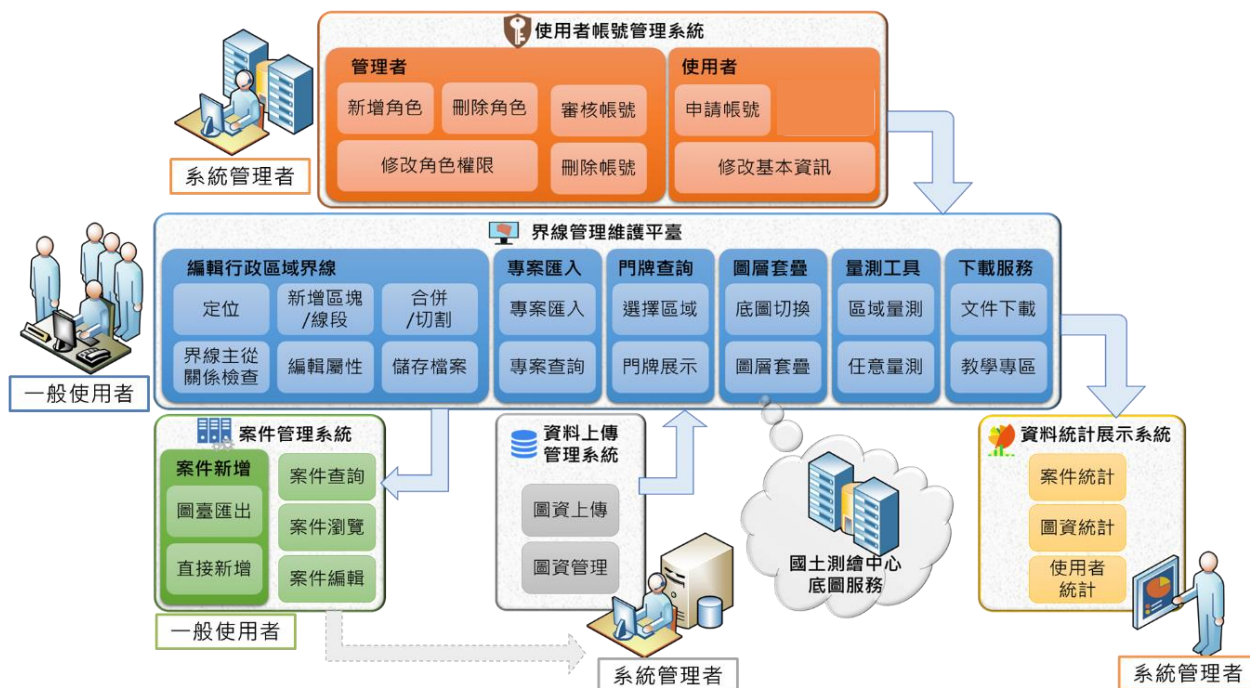 使用者帳號管理系統
管理者
新增角色
刪除角色
審核帳號
修改角色權限
刪除帳號
使用者
申請帳號
修改基本資訊
系統管理者
界線管理維護平臺
編輯行政區域界線
定位
新增區塊
/線段
合併
/切割
界線主從
關係檢查
編輯屬性
儲存檔案
專案匯入
專案匯入
專案查詢
門牌查詢
選擇區域
門牌展示
圖層套疊
底圖切換
圖層套疊
量測工具
區域量測
任意量測
下載服務
文件下載
教學專區
一般使用者
案件管理系統
案件新增
圖臺匯出
直接新增
案件查詢
案件瀏覽
案件編輯
一般使用者
資料上傳
管理系統
圖資上傳
圖資管理
系統管理者
國土測繪中心
底圖服務
資料統計展示系統
案件統計
圖資統計
使用者
統計
系統管理者